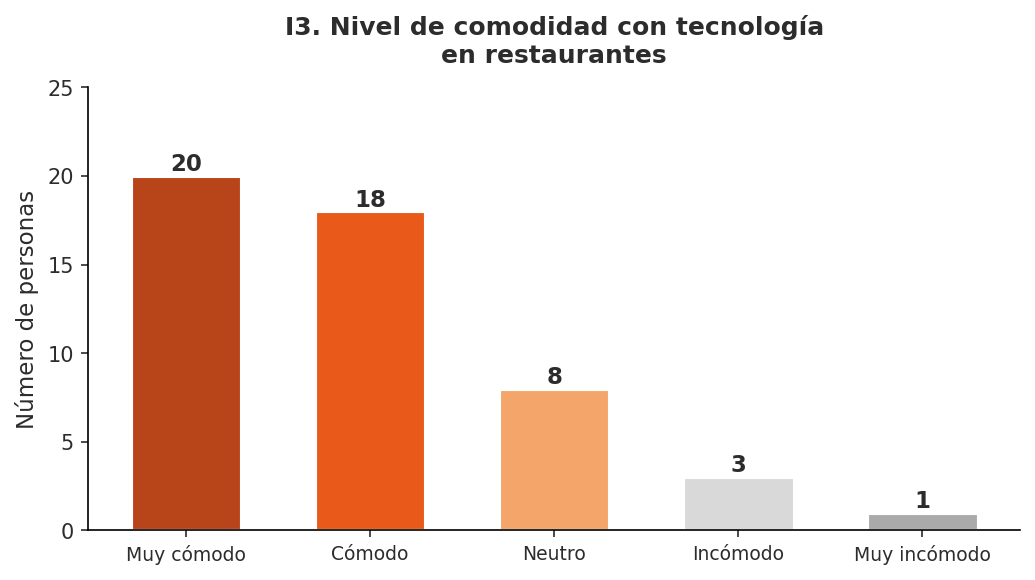 I3. Nivel de comodidad con tecnología
en restaurantes
Número de personas
25
20
15
10
5
0
20
18
8
3
1
Muy cómodo
Cómodo
Neutro
Incómodo
Muy incómodo